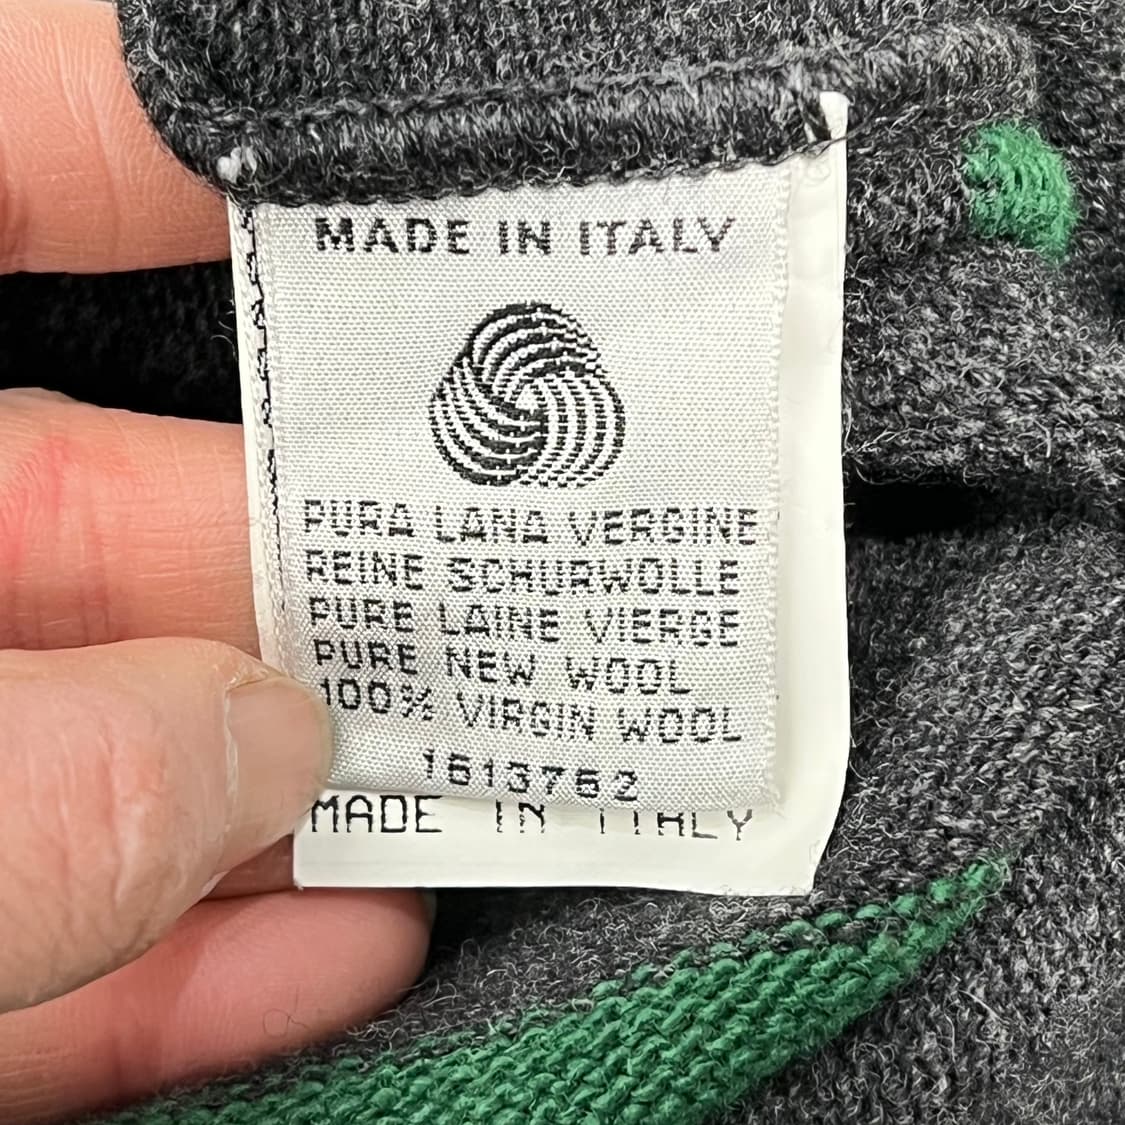 MADE IN ITALY
PURA LANA VERGINE
REINE SCHURWOLLE
PURE LAINE VIERGE
PURE NEW WOOL
100% VIRGIN WOOL
1513752
MADE IN ITALY